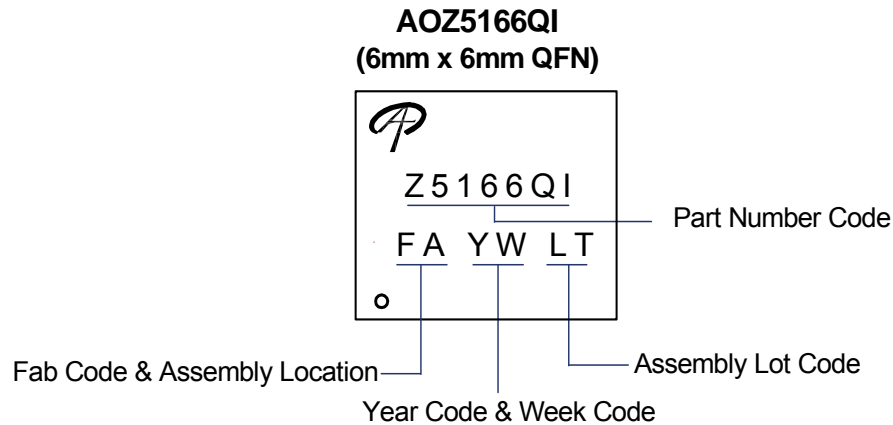 AOZ5166QI
(6mm x 6mm QFN)
Z5166QI
Part Number Code
FA YW LT
Fab Code & Assembly Location
Assembly Lot Code
Year Code & Week Code